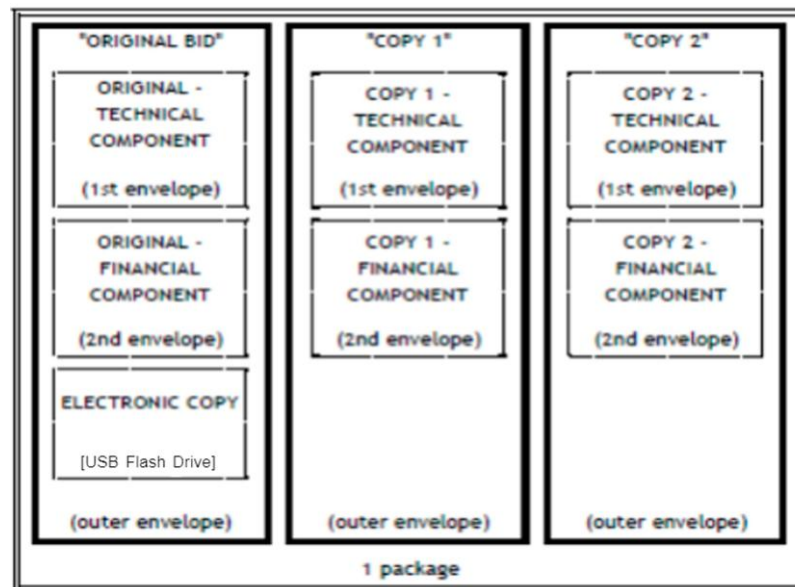 "ORIGINAL BID"
ORIGINAL -
TECHNICAL
COMPONENT
(1st envelope)
ORIGINAL -
FINANCIAL
COMPONENT
(2nd envelope)
ELECTRONIC COPY
[USB Flash Drive]
(outer envelope)
"COPY 1"
COPY 1 -
TECHNICAL
COMPONENT
(1st envelope)
COPY 1 -
FINANCIAL
COMPONENT
(2nd envelope)
(outer envelope)
"COPY 2"
COPY 2 -
TECHNICAL
COMPONENT
(1st envelope)
COPY 2 -
FINANCIAL
COMPONENT
(2nd envelope)
(outer envelope)
1 package